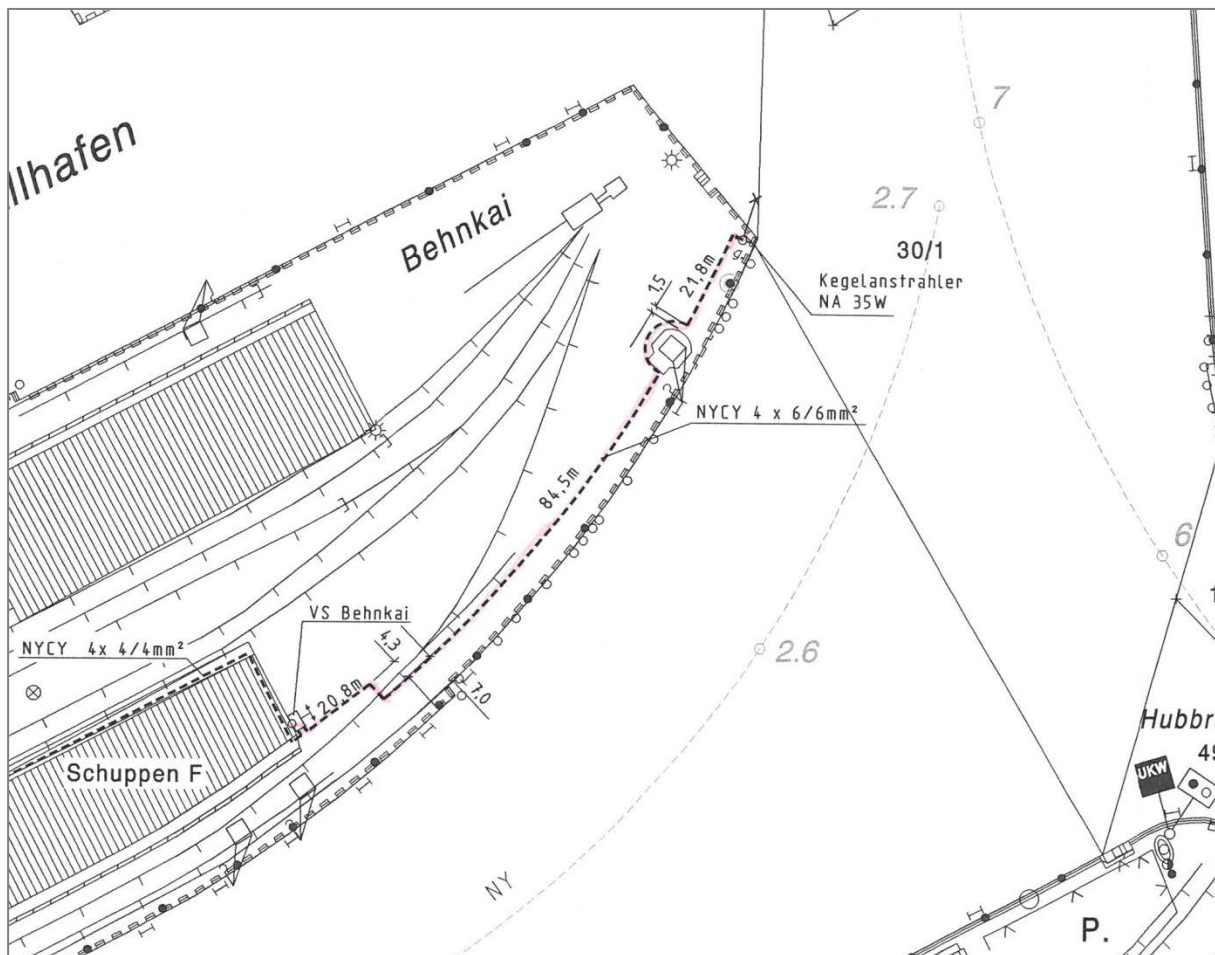 llhafen
Behnkai
7
2.7
30/1
Kegelanstrahler
NA 35W
1,5
21,8m
NYCY 4 x 6/6mm²
84,5m
6
VS Behnkai
4,3
NYCY 4x 4/4mm²
2.6
20,8m
7,0
Schuppen F
Hubbr
49
UKW
NY
P.